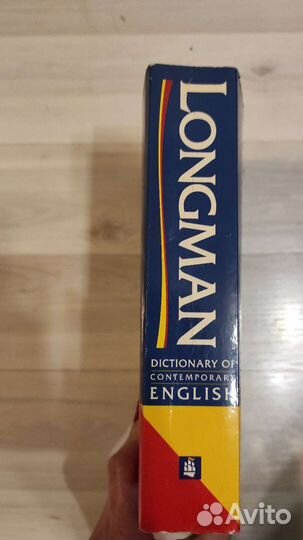 LONGMAN
DICTIONARY OF
CONTEMPORARY
ENGLISH
Avito